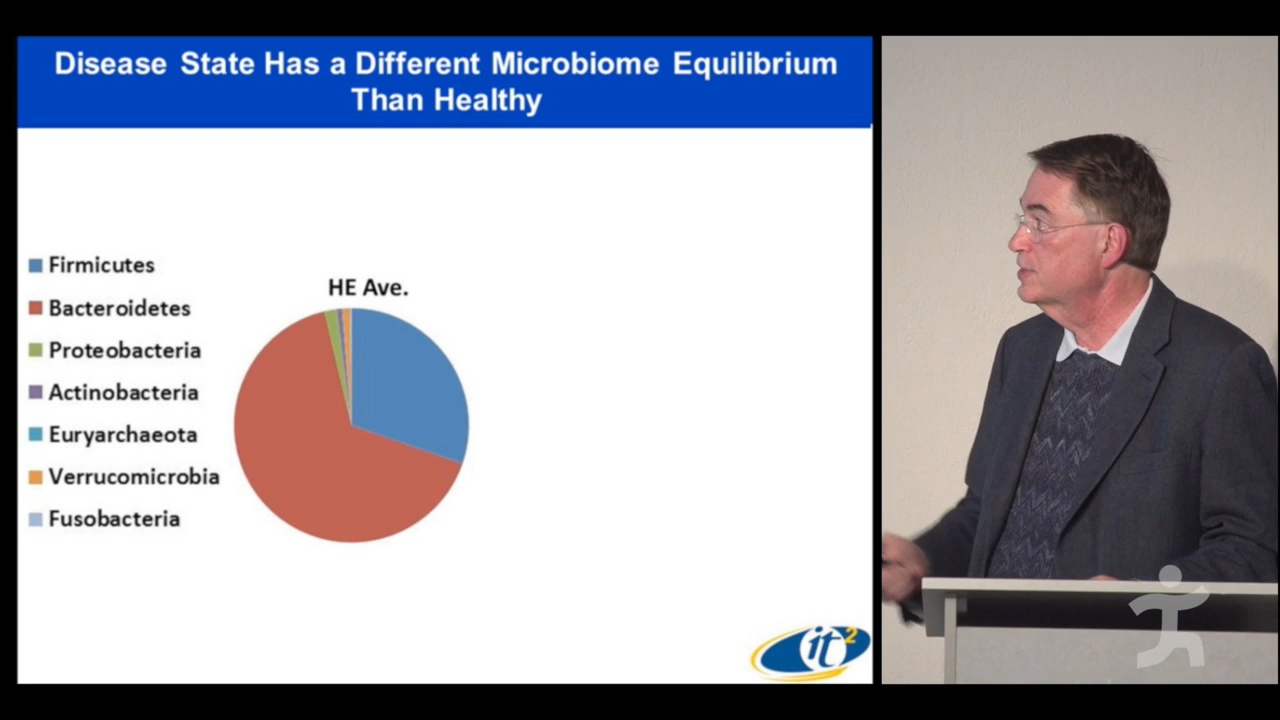 Disease State Has a Different Microbiome Equilibrium
Than Healthy
Firmicutes
Bacteroidetes
Proteobacteria
Actinobacteria
Euryarchaeota
Verrucomicrobia
Fusobacteria
HE Ave.
it2